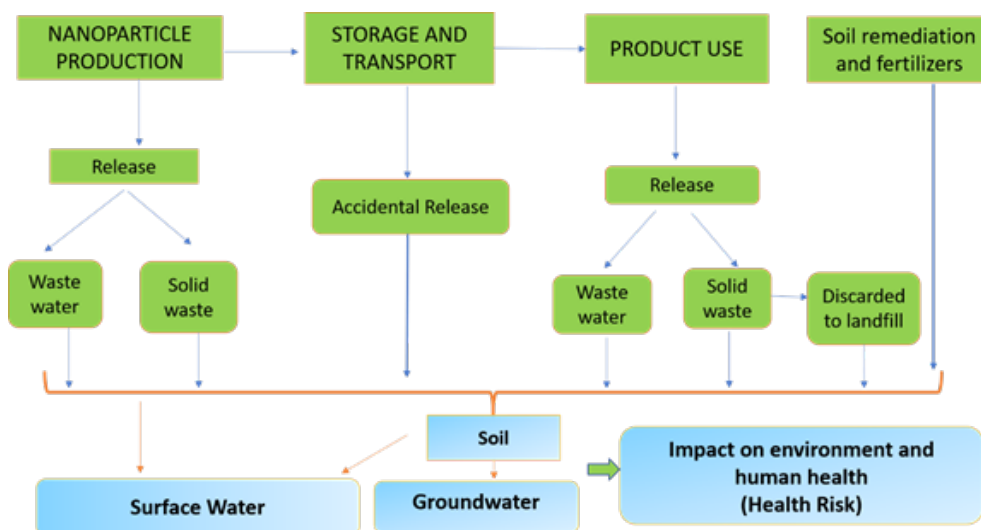 NANOPARTICLE
PRODUCTION
STORAGE AND
TRANSPORT
PRODUCT USE
Soil remediation
and fertilizers
Release
Accidental Release
Release
Waste
water
Solid
waste
Waste
water
Solid
waste
Discarded
to landfill
Soil
Surface Water
Groundwater
Impact on environment and
human health
(Health Risk)